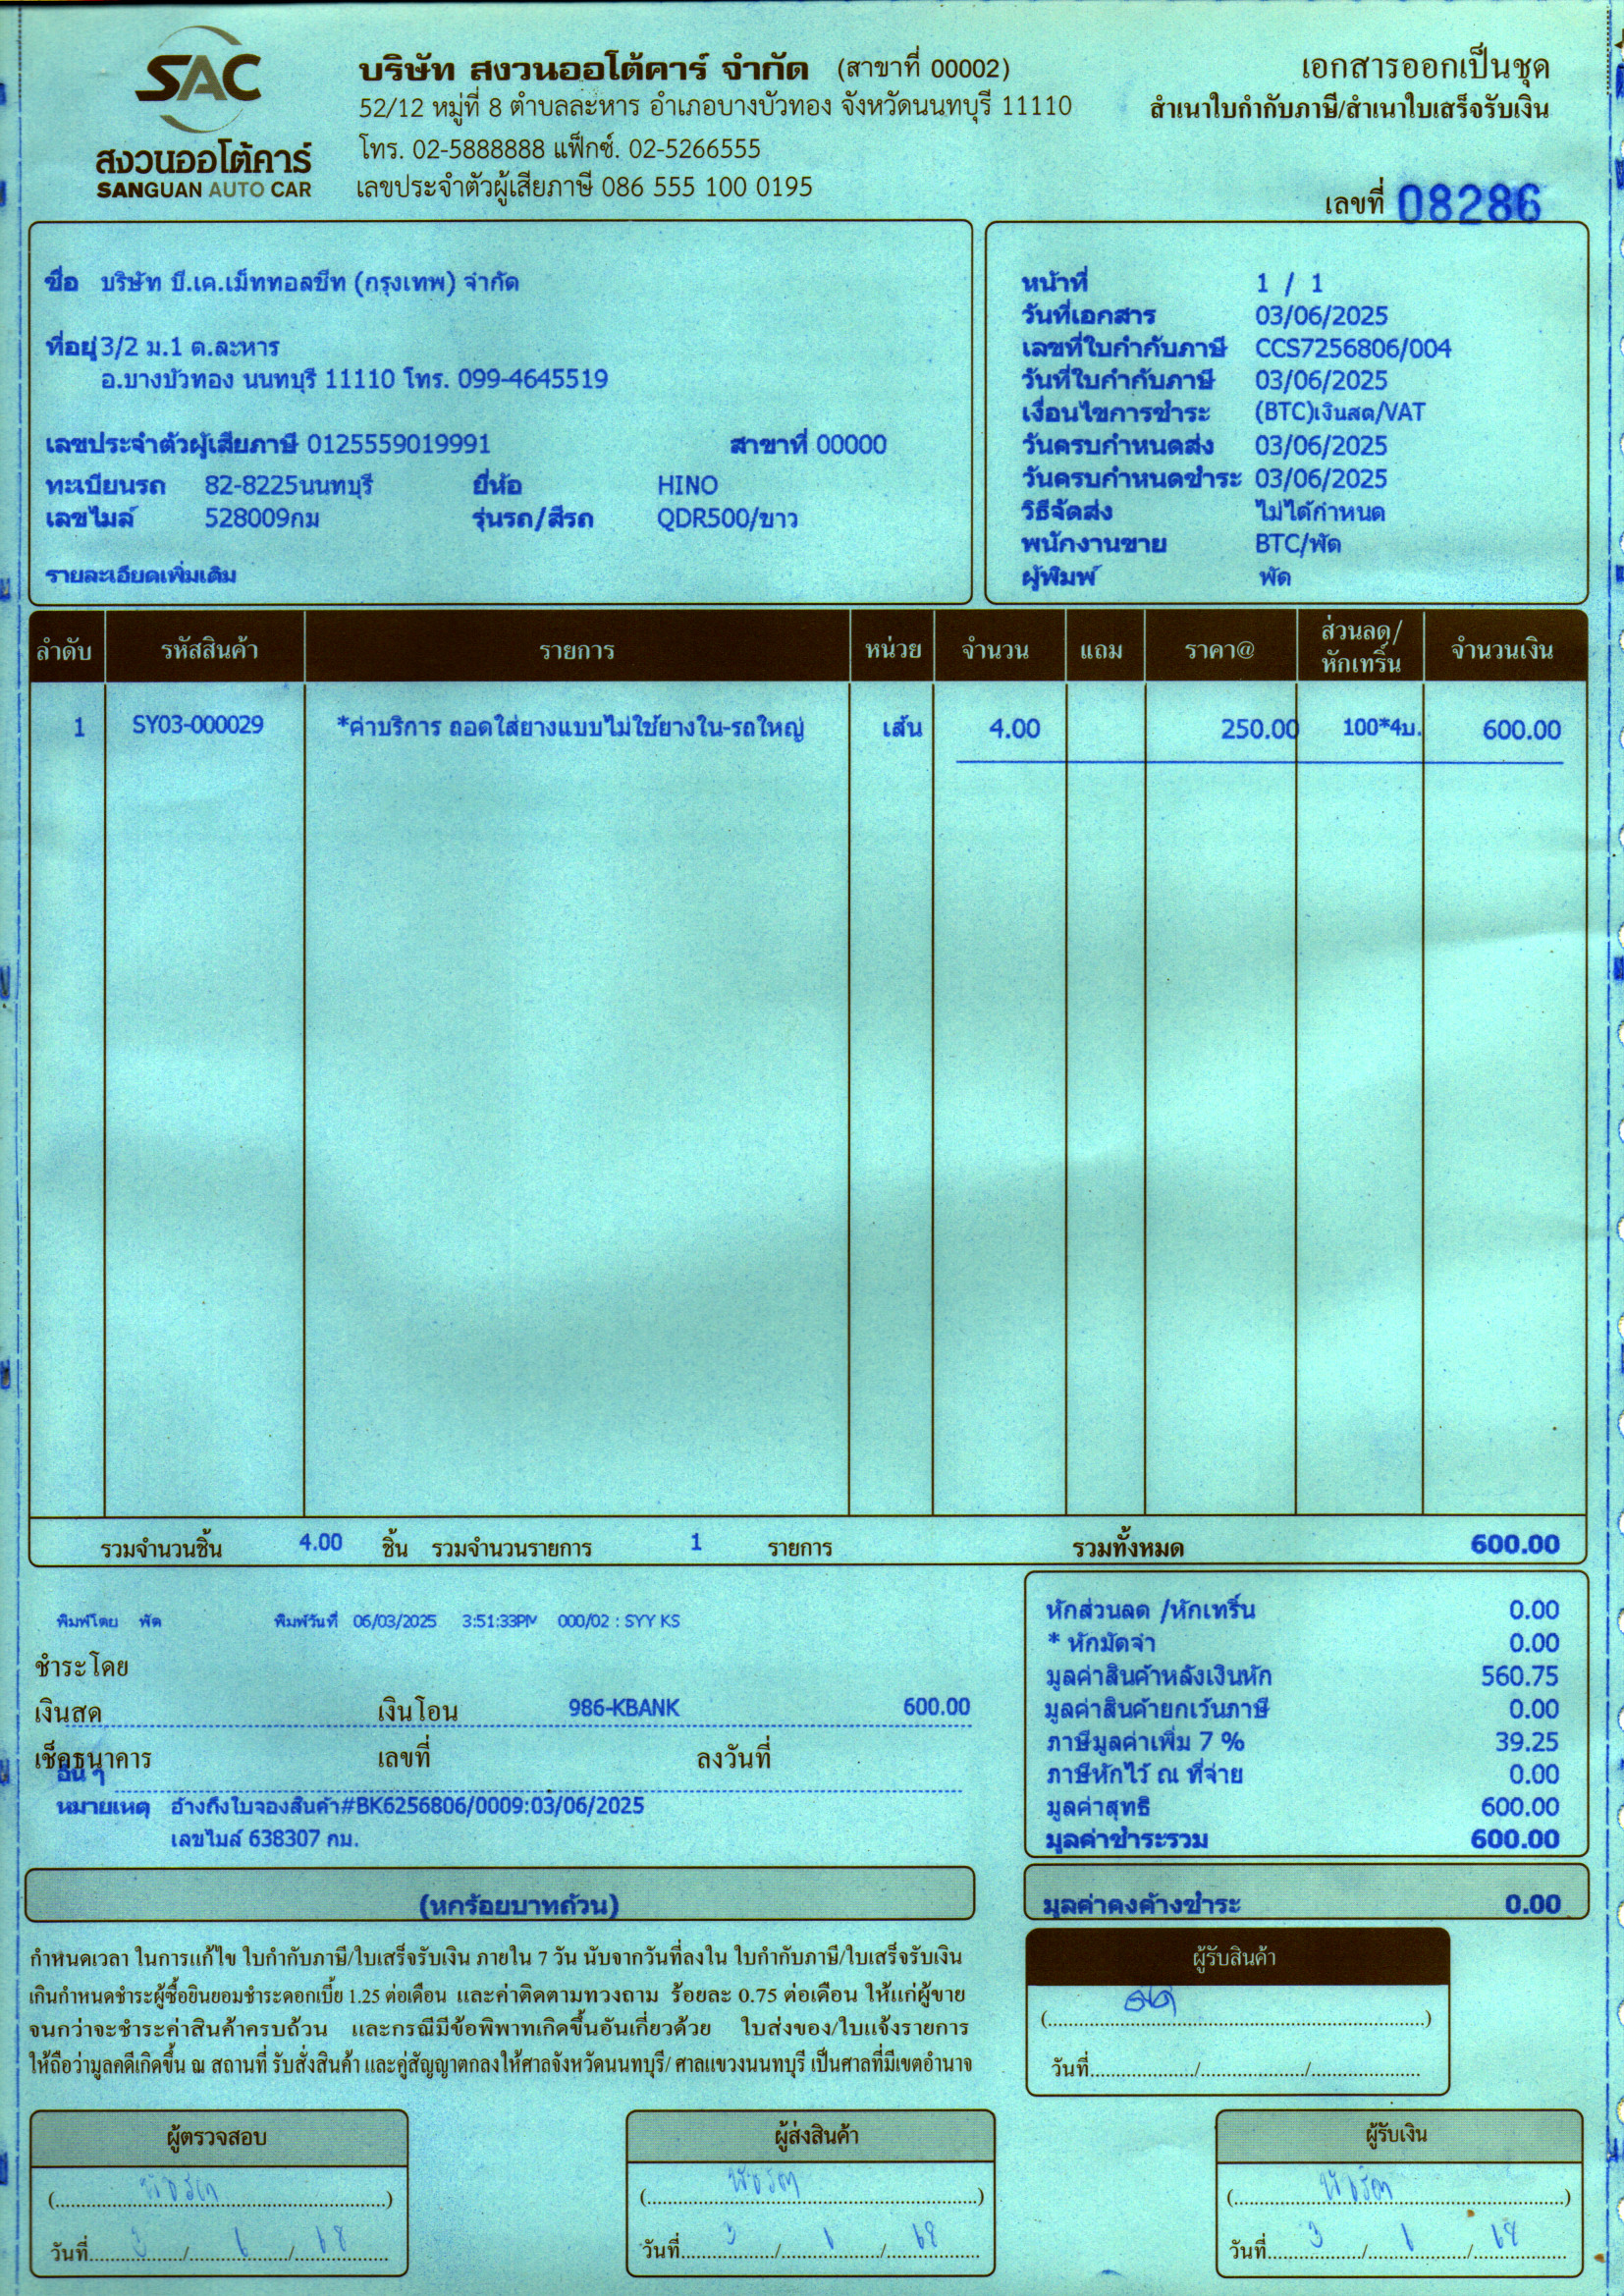 SAC
สงวนออโต้คาร์
SANGUAN AUTO CAR
บริษัท สงวนออโต้คาร์ จำกัด (สาขาที่ 00002)
52/12 หมู่ที่ 8 ตำบลละหาร อำเภอบางบัวทอง จังหวัดนนทบุรี 11110
โทร. 02-5888888 แฟ็กซ์. 02-5266555
เลขประจำตัวผู้เสียภาษี 086 555 100 0195
เอกสารออกเป็นชุด
สำเนาใบกำกับภาษี/สำเนาใบเสร็จรับเงิน
เลขที่ 08286
ชื่อ บริษัท บี.เค.เม็ททอลชีท (กรุงเทพ) จำกัด
ที่อยู่ 3/2 ม.1 ต.ละหาร
อ.บางบัวทอง นนทบุรี 11110 โทร. 099-4645519
เลขประจำตัวผู้เสียภาษี 0125559019991 สาขาที่ 00000
ทะเบียนรถ 82-8225นนทบุรี ยี่ห้อ HINO
เลขไมล์ 528009กม รุ่นรถ/สีรถ QDR500/ขาว
รายละเอียดเพิ่มเติม
หน้าที่ 1 / 1
วันที่เอกสาร 03/06/2025
เลขที่ใบกำกับภาษี CCS7256806/004
วันที่ใบกำกับภาษี 03/06/2025
เงื่อนไขการชำระ (BTC)เงินสด/VAT
วันครบกำหนดส่ง 03/06/2025
วันครบกำหนดชำระ 03/06/2025
วิธีจัดส่ง ไม่ได้กำหนด
พนักงานขาย BTC/พัด
ผู้พิมพ์ พัด
ลำดับ รหัสสินค้า รายการ หน่วย จำนวน แถม ราคา@ ส่วนลด/หักเทริ์น จำนวนเงิน
1 SY03-000029 *ค่าบริการ ถอดใส่ยางแบบไม่ใช้ยางใน-รถใหญ่ เส้น 4.00 250.00 100*4บ. 600.00
รวมจำนวนชิ้น 4.00 ชิ้น รวมจำนวนรายการ 1 รายการ รวมทั้งหมด 600.00
พิมพ์โดย พัด พิมพ์วันที่ 06/03/2025 3:51:33PM 000/02 : SYY KS
ชำระโดย
เงินสด เงินโอน 986-KBANK 600.00
เช็คธนาคาร เลขที่ ลงวันที่
อื่น ๆ
หมายเหตุ อ้างถึงใบจองสินค้า#BK6256806/0009:03/06/2025
เลขไมล์ 638307 กม.
หักส่วนลด /หักเทริ์น 0.00
* หักมัดจำ 0.00
มูลค่าสินค้าหลังเงินหัก 560.75
มูลค่าสินค้ายกเว้นภาษี 0.00
ภาษีมูลค่าเพิ่ม 7 % 39.25
ภาษีหักไว้ ณ ที่จ่าย 0.00
มูลค่าสุทธิ 600.00
มูลค่าชำระรวม 600.00
(หกร้อยบาทถ้วน)
มูลค่าคงค้างชำระ 0.00
กำหนดเวลา ในการแก้ไข ใบกำกับภาษี/ใบเสร็จรับเงิน ภายใน 7 วัน นับจากวันที่ลงใน ใบกำกับภาษี/ใบเสร็จรับเงิน
เกินกำหนดชำระผู้ซื้อยินยอมชำระดอกเบี้ย 1.25 ต่อเดือน และค่าติดตามทวงถาม ร้อยละ 0.75 ต่อเดือน ให้แก่ผู้ขาย
จนกว่าจะชำระค่าสินค้าครบถ้วน และกรณีมีข้อพิพาทเกิดขึ้นอันเกี่ยวด้วย ใบส่งของ/ใบแจ้งรายการ
ให้ถือว่ามูลคดีเกิดขึ้น ณ สถานที่ รับสั่งสินค้า และคู่สัญญาตกลงให้ศาลจังหวัดนนทบุรี/ ศาลแขวงนนทบุรี เป็นศาลที่มีเขตอำนาจ
ผู้รับสินค้า
วันที่ / /
ผู้ตรวจสอบ
วันที่ 3 / 6 / 68
ผู้ส่งสินค้า
วันที่ 3 / 6 / 68
ผู้รับเงิน
วันที่ 3 / 6 / 68